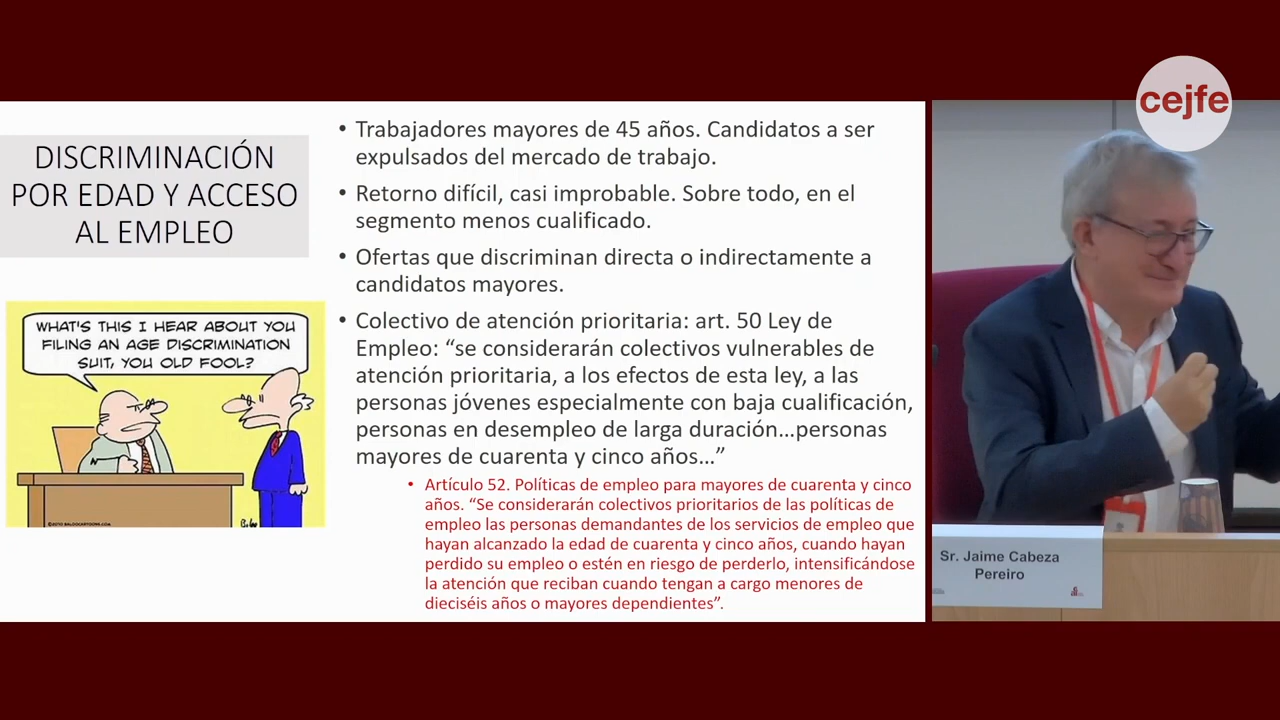 cejfe
DISCRIMINACIÓN
POR EDAD Y ACCESO
AL EMPLEO
• Trabajadores mayores de 45 años. Candidatos a ser
expulsados del mercado de trabajo.
• Retorno difícil, casi improbable. Sobre todo, en el
segmento menos cualificado.
• Ofertas que discriminan directa o indirectamente a
candidatos mayores.
• Colectivo de atención prioritaria: art. 50 Ley de
Empleo: “se considerarán colectivos vulnerables de
atención prioritaria, a los efectos de esta ley, a las
personas jóvenes especialmente con baja cualificación,
personas en desempleo de larga duración…personas
mayores de cuarenta y cinco años…”
• Artículo 52. Políticas de empleo para mayores de cuarenta y cinco
años. “Se considerarán colectivos prioritarios de las políticas de
empleo las personas demandantes de los servicios de empleo que
hayan alcanzado la edad de cuarenta y cinco años, cuando hayan
perdido su empleo o estén en riesgo de perderlo, intensificándose
la atención que reciban cuando tengan a cargo menores de
dieciséis años o mayores dependientes”.
WHAT'S THIS I HEAR ABOUT YOU
FILING AN AGE DISCRIMINATION
SUIT, YOU OLD FOOL?
Sr. Jaime Cabeza
Pereiro